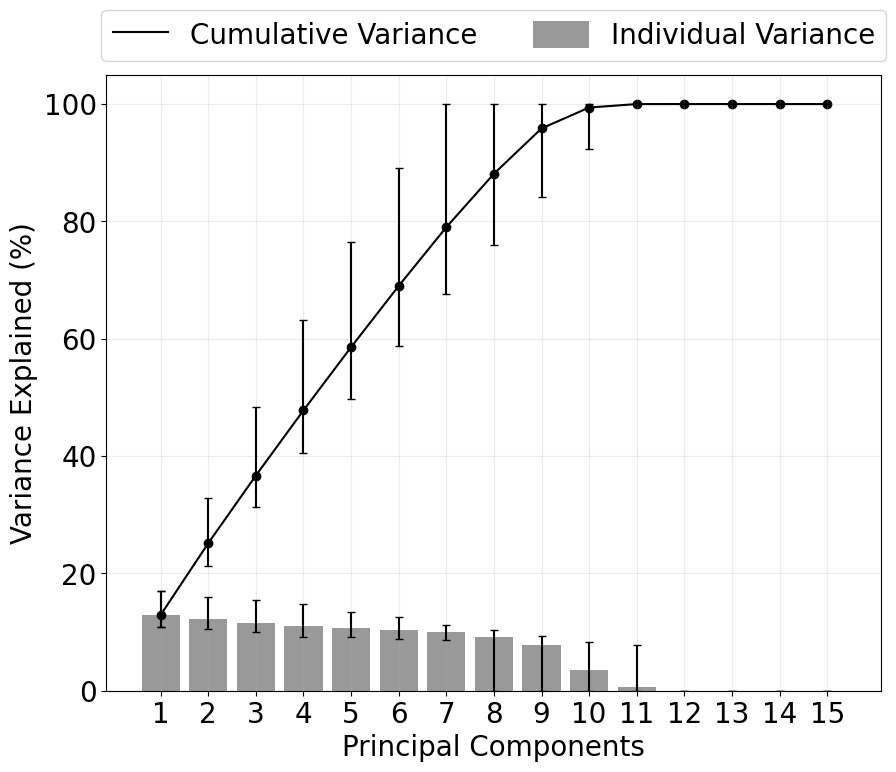 Cumulative Variance
Individual Variance
Variance Explained (%)
100
80
60
40
20
0
1 2 3 4 5 6 7 8 9 10 11 12 13 14 15
Principal Components